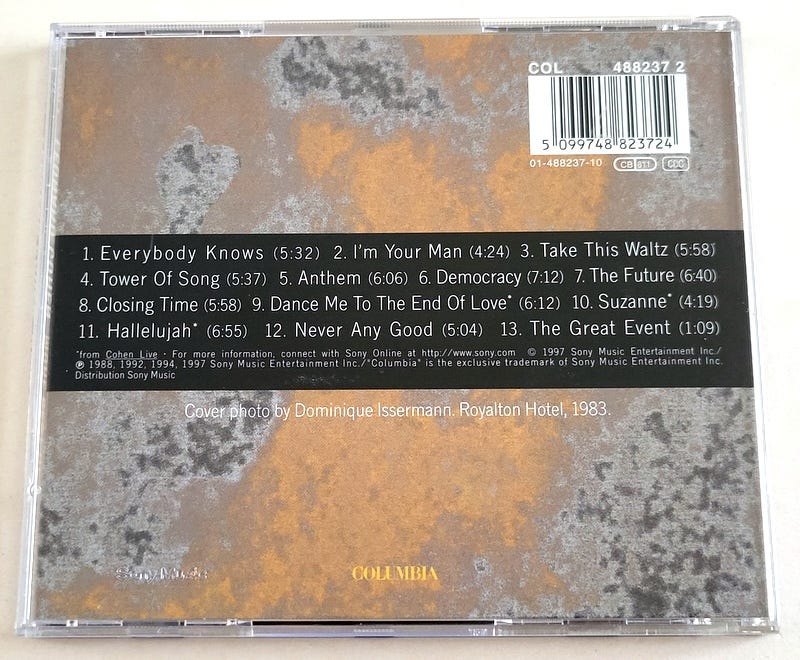 COL 488237 2
5 099748 823724
01-488237-10 CB 811 CDC
1. Everybody Knows (5:32) 2. I'm Your Man (4:24) 3. Take This Waltz (5:58)
4. Tower Of Song (5:37) 5. Anthem (6:06) 6. Democracy (7:12) 7. The Future (6:40)
8. Closing Time (5:58) 9. Dance Me To The End Of Love* (6:12) 10. Suzanne* (4:19)
11. Hallelujah* (6:55) 12. Never Any Good (5:04) 13. The Great Event (1:09)
*from Cohen Live · For more information, connect with Sony Online at http://www.sony.com © 1997 Sony Music Entertainment Inc./
℗ 1988, 1992, 1994, 1997 Sony Music Entertainment Inc./"Columbia" is the exclusive trademark of Sony Music Entertainment Inc.
Distribution Sony Music
Cover photo by Dominique Issermann. Royalton Hotel, 1983.
Sony Music COLUMBIA